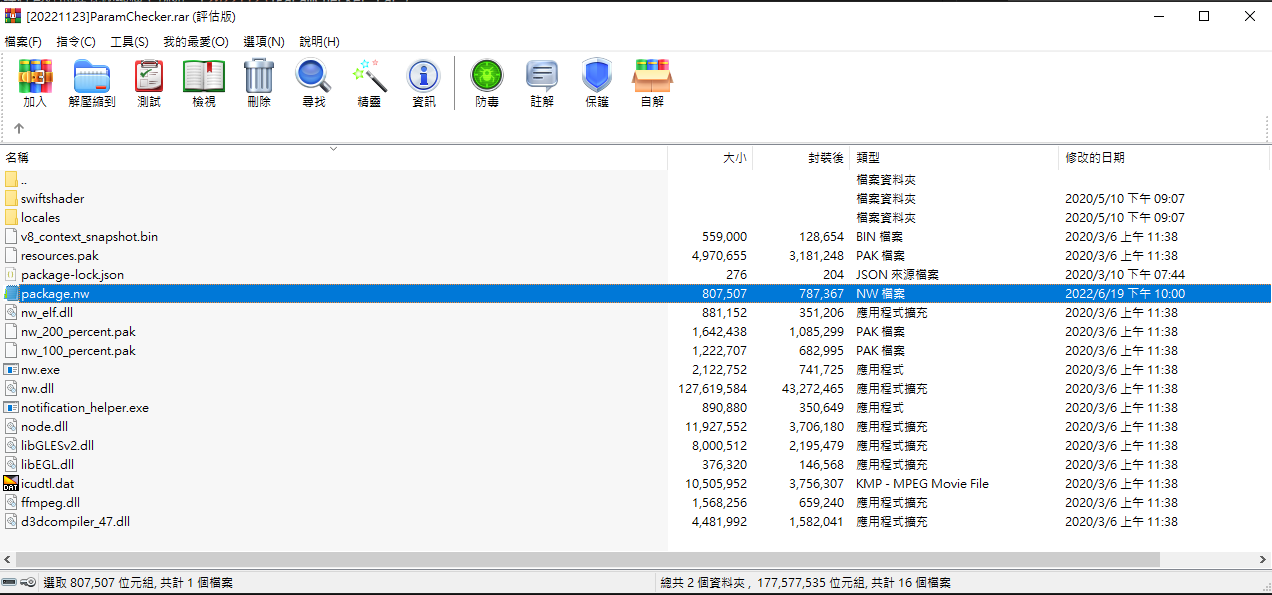 [20221123]ParamChecker.rar (評估版)
檔案(F) 指令(C) 工具(S) 我的最愛(O) 選項(N) 說明(H)
加入 解壓縮到 測試 檢視 刪除 尋找 精靈 資訊 防毒 註解 保護 自解
名稱 大小 封裝後 類型 修改的日期
.. 檔案資料夾
swiftshader 檔案資料夾 2020/5/10 下午 09:07
locales 檔案資料夾 2020/5/10 下午 09:07
v8_context_snapshot.bin 559,000 128,654 BIN 檔案 2020/3/6 上午 11:38
resources.pak 4,970,655 3,181,248 PAK 檔案 2020/3/6 上午 11:38
package-lock.json 276 204 JSON 來源檔案 2020/3/10 下午 07:44
package.nw 807,507 787,367 NW 檔案 2022/6/19 下午 10:00
nw_elf.dll 881,152 351,206 應用程式擴充 2020/3/6 上午 11:38
nw_200_percent.pak 1,642,438 1,085,299 PAK 檔案 2020/3/6 上午 11:38
nw_100_percent.pak 1,222,707 682,995 PAK 檔案 2020/3/6 上午 11:38
nw.exe 2,122,752 741,725 應用程式 2020/3/6 上午 11:38
nw.dll 127,619,584 43,272,465 應用程式擴充 2020/3/6 上午 11:38
notification_helper.exe 890,880 350,649 應用程式 2020/3/6 上午 11:38
node.dll 11,927,552 3,706,180 應用程式擴充 2020/3/6 上午 11:38
libGLESv2.dll 8,000,512 2,195,479 應用程式擴充 2020/3/6 上午 11:38
libEGL.dll 376,320 146,568 應用程式擴充 2020/3/6 上午 11:38
icudtl.dat 10,505,952 3,756,307 KMP - MPEG Movie File 2020/3/6 上午 11:38
ffmpeg.dll 1,568,256 659,240 應用程式擴充 2020/3/6 上午 11:38
d3dcompiler_47.dll 4,481,992 1,582,041 應用程式擴充 2020/3/6 上午 11:38
選取 807,507 位元組, 共計 1 個檔案 總共 2 個資料夾 , 177,577,535 位元組, 共計 16 個檔案